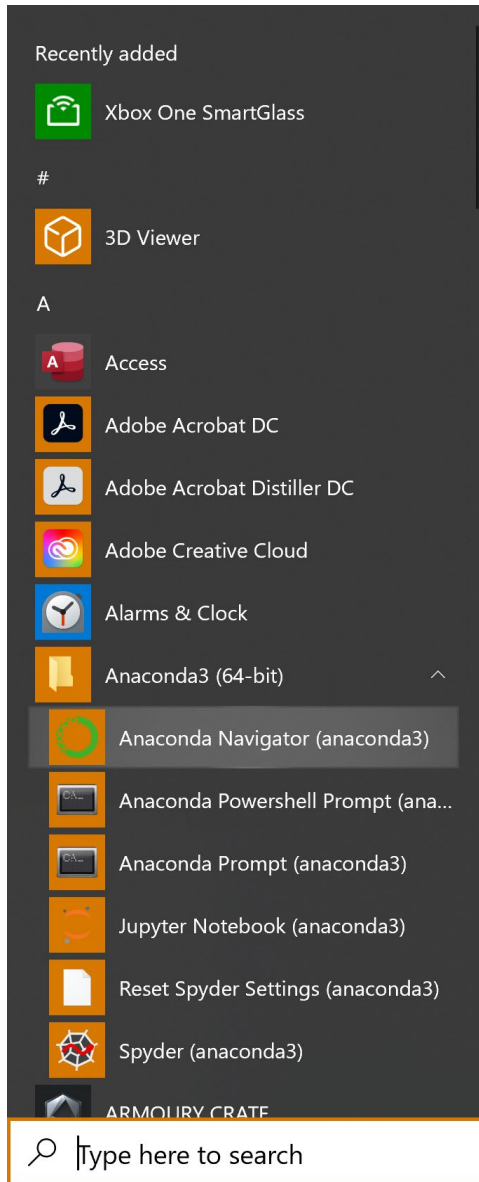 Recently added
Xbox One SmartGlass
#
3D Viewer
A
Access
Adobe Acrobat DC
Adobe Acrobat Distiller DC
Adobe Creative Cloud
Alarms & Clock
Anaconda3 (64-bit)
Anaconda Navigator (anaconda3)
Anaconda Powershell Prompt (ana...
Anaconda Prompt (anaconda3)
Jupyter Notebook (anaconda3)
Reset Spyder Settings (anaconda3)
Spyder (anaconda3)
ARMOURY CRATE
Type here to search